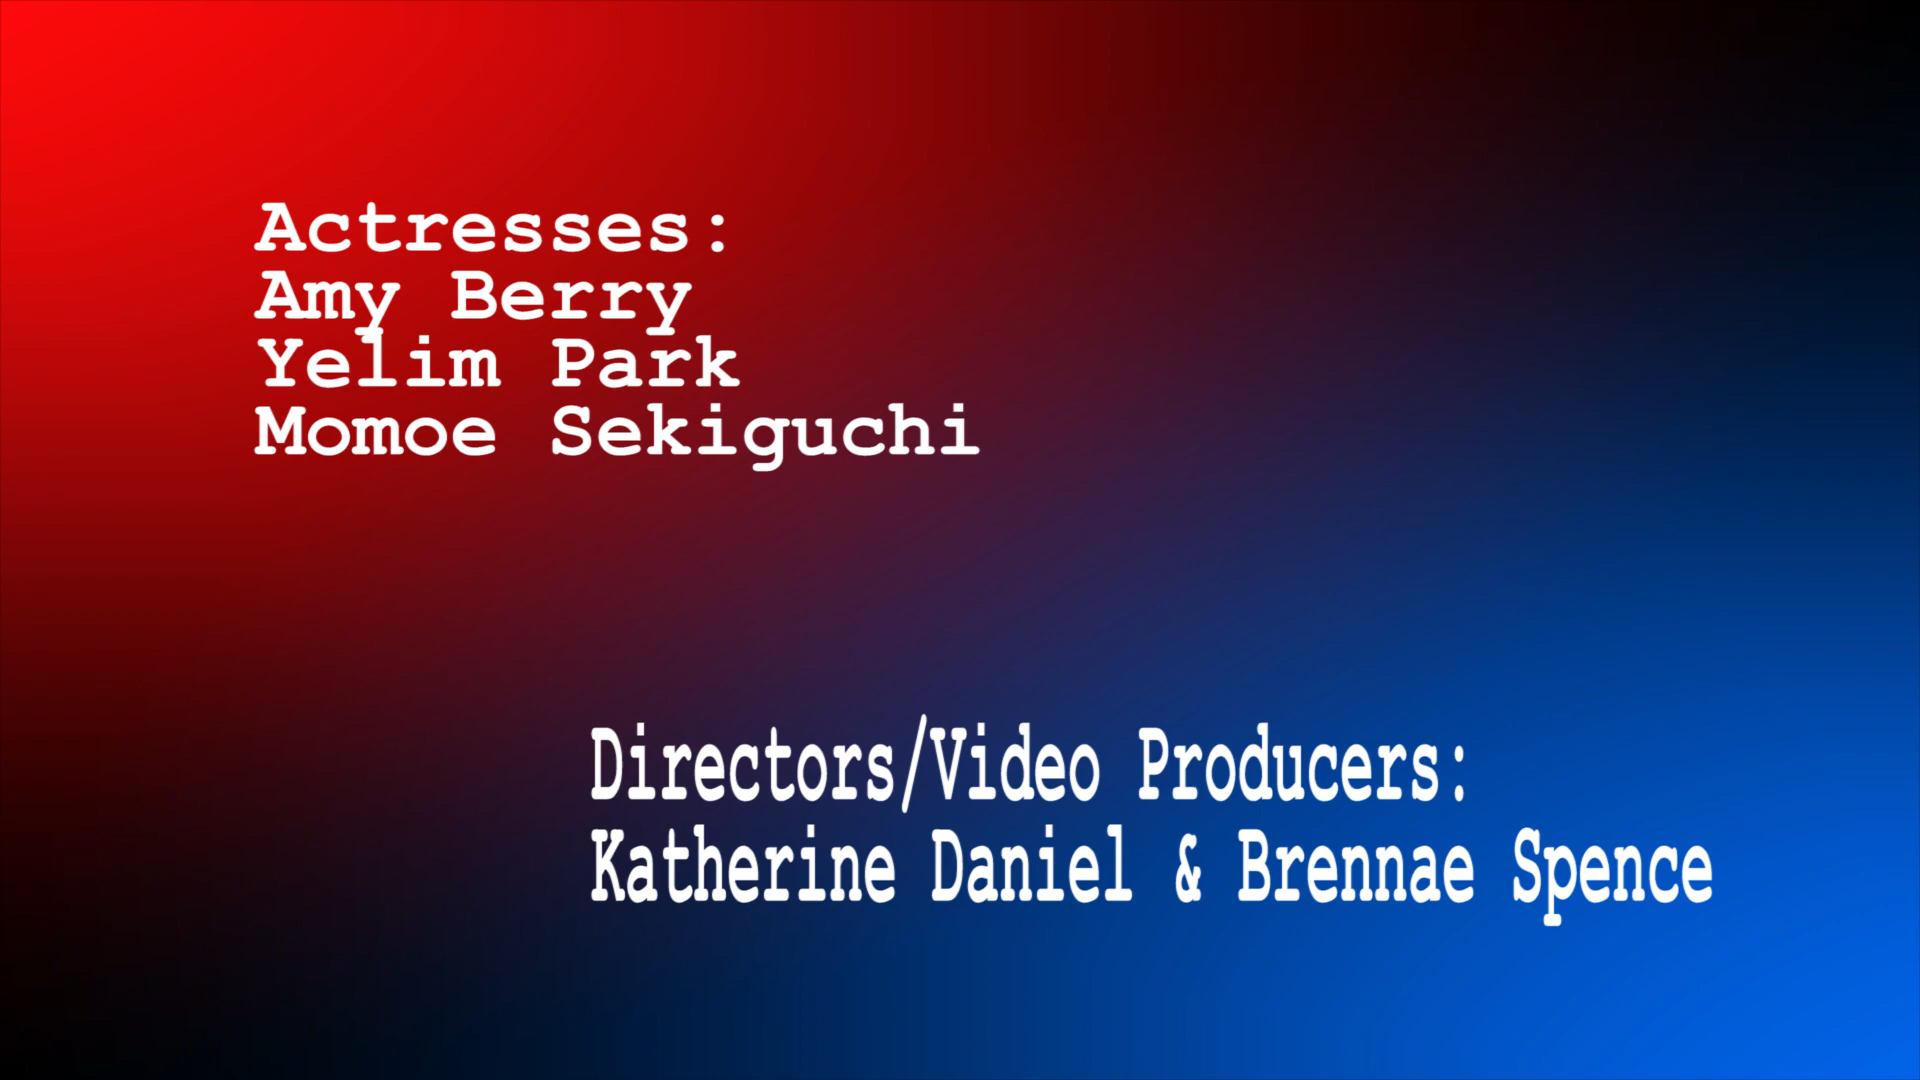 Actresses:
Amy Berry
Yelim Park
Momoe Sekiguchi
Directors/Video Producers:
Katherine Daniel & Brennae Spence